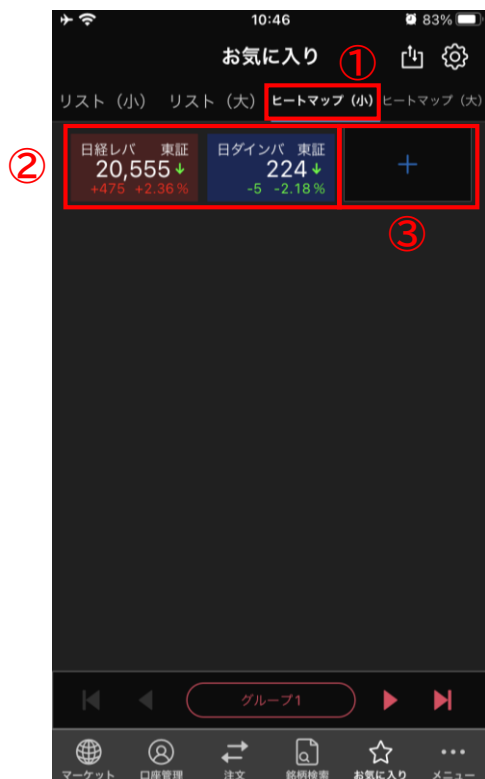 10:46 83%
お気に入り ①
リスト（小） リスト（大） ヒートマップ（小） ヒートマップ（大）
②
日経レバ 東証
20,555↓
+475 +2.36%
日ダインバ 東証
224↓
-5 -2.18%
+
③
グループ1
マーケット 口座管理 注文 銘柄検索 お気に入り メニュー